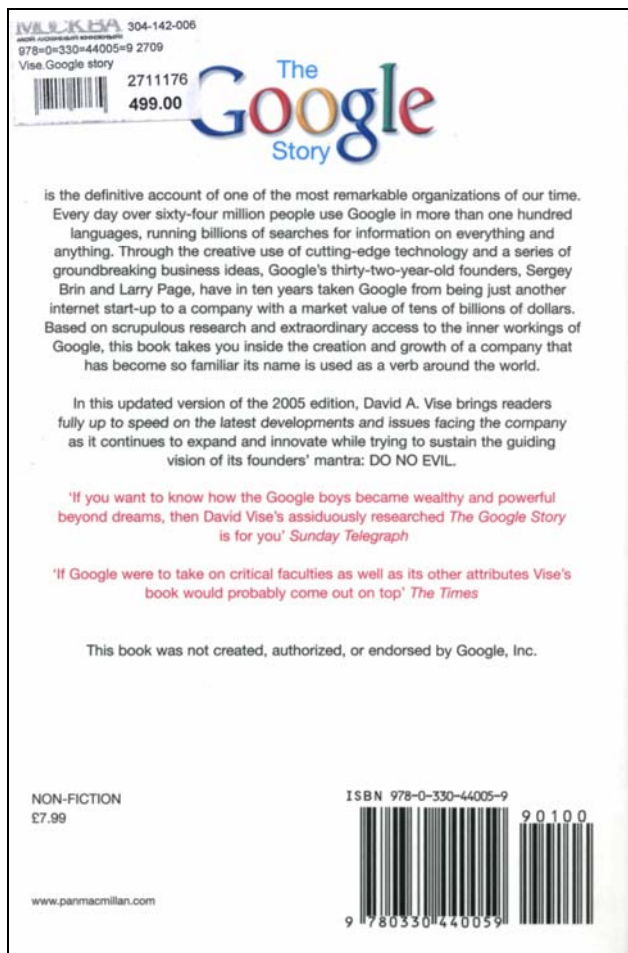 МОСКВА 304-142-006
978=0=330=44005=9 2709
Vise.Google story
2711176
499.00
The
Google
Story
is the definitive account of one of the most remarkable organizations of our time.
Every day over sixty-four million people use Google in more than one hundred
languages, running billions of searches for information on everything and
anything. Through the creative use of cutting-edge technology and a series of
groundbreaking business ideas, Google's thirty-two-year-old founders, Sergey
Brin and Larry Page, have in ten years taken Google from being just another
internet start-up to a company with a market value of tens of billions of dollars.
Based on scrupulous research and extraordinary access to the inner workings of
Google, this book takes you inside the creation and growth of a company that
has become so familiar its name is used as a verb around the world.
In this updated version of the 2005 edition, David A. Vise brings readers
fully up to speed on the latest developments and issues facing the company
as it continues to expand and innovate while trying to sustain the guiding
vision of its founders' mantra: DO NO EVIL.
'If you want to know how the Google boys became wealthy and powerful
beyond dreams, then David Vise's assiduously researched The Google Story
is for you' Sunday Telegraph
'If Google were to take on critical faculties as well as its other attributes Vise's
book would probably come out on top' The Times
This book was not created, authorized, or endorsed by Google, Inc.
NON-FICTION
£7.99
www.panmacmillan.com
ISBN 978-0-330-44005-9
90100
9 780330 440059